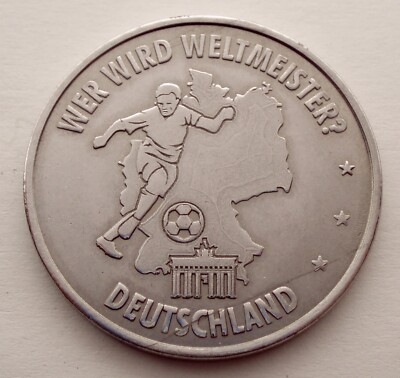 WER WIRD WELTMEISTER?
DEUTSCHLAND